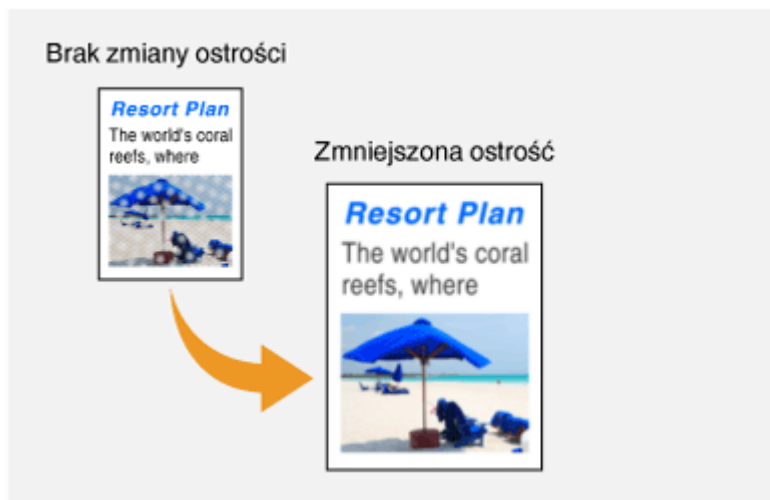 Brak zmiany ostrości
Resort Plan
The world's coral
reefs, where
Zmniejszona ostrość
Resort Plan
The world's coral
reefs, where